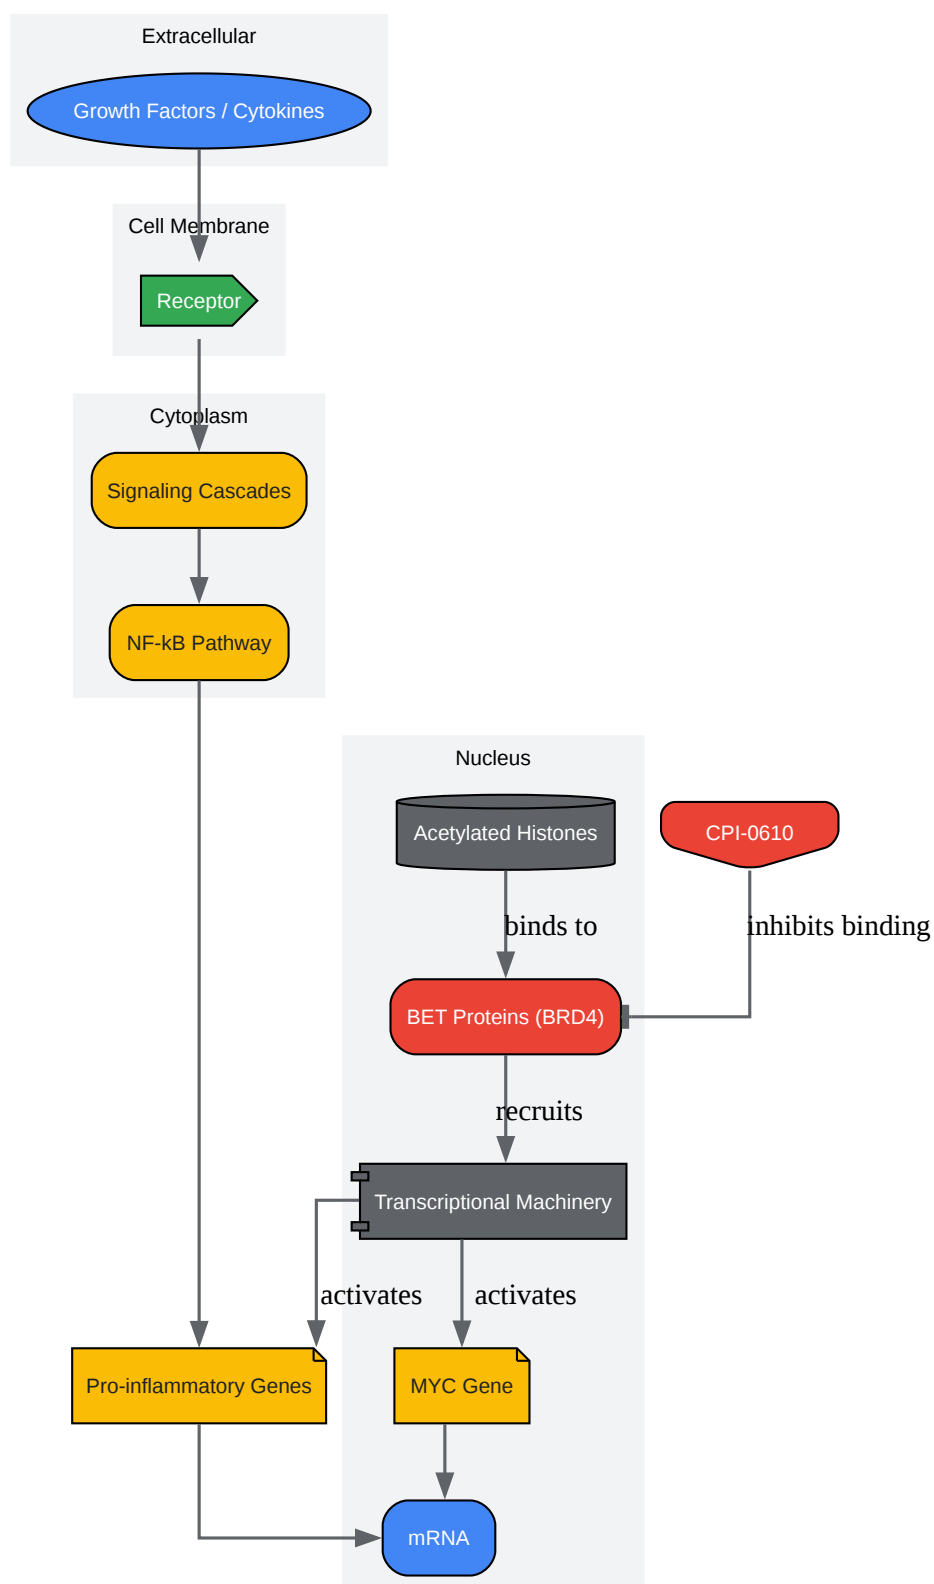 Extracellular
Growth Factors / Cytokines
Cell Membrane
Receptor
Cytoplasm
Signaling Cascades
NF-kB Pathway
Nucleus
Acetylated Histones
CPI-0610
binds to
inhibits binding
BET Proteins (BRD4)
recruits
Transcriptional Machinery
activates
activates
Pro-inflammatory Genes
MYC Gene
mRNA